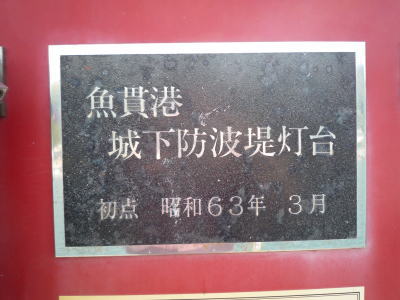 魚貫港
城下防波堤灯台
初点 昭和63年 3月